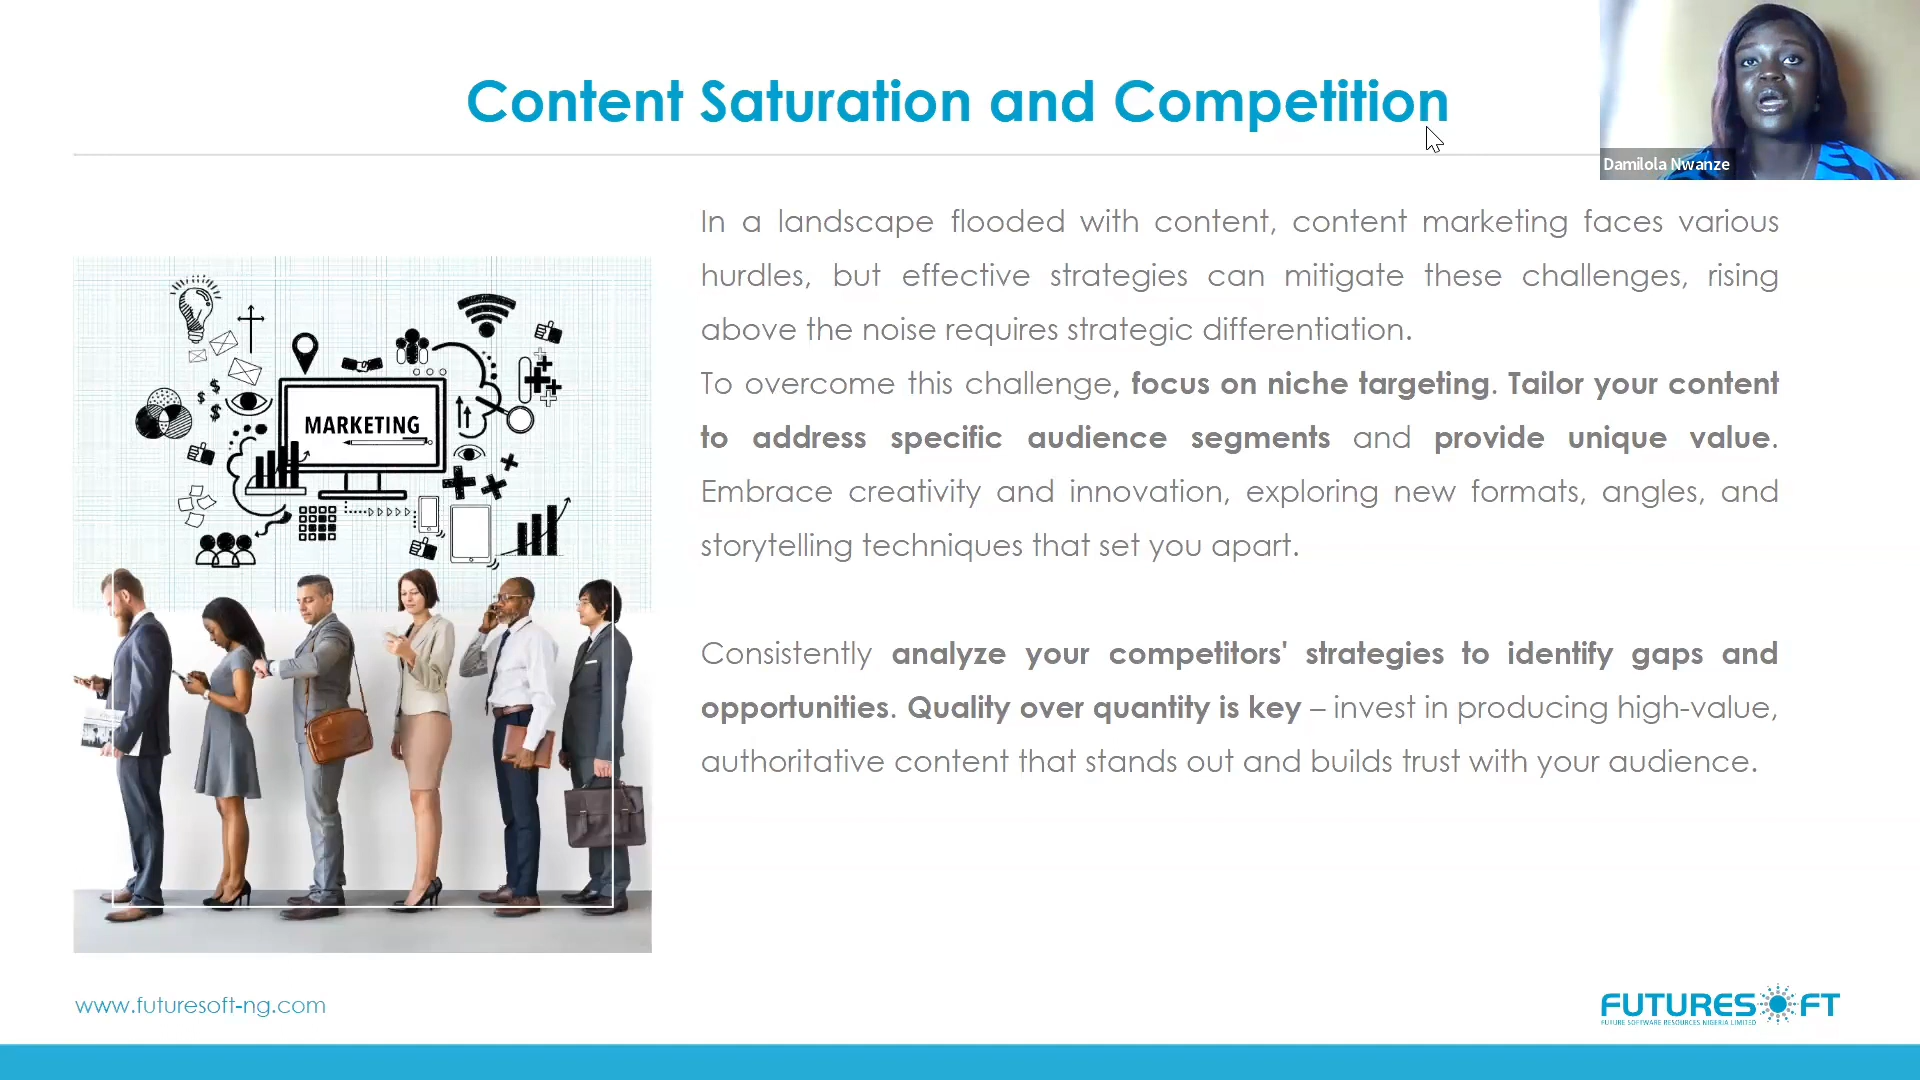 Content Saturation and Competition
Damilola Nwanze
In a landscape flooded with content, content marketing faces various
hurdles, but effective strategies can mitigate these challenges, rising
above the noise requires strategic differentiation.
To overcome this challenge, focus on niche targeting. Tailor your content
to address specific audience segments and provide unique value.
Embrace creativity and innovation, exploring new formats, angles, and
storytelling techniques that set you apart.
Consistently analyze your competitors' strategies to identify gaps and
opportunities. Quality over quantity is key – invest in producing high-value,
authoritative content that stands out and builds trust with your audience.
MARKETING
www.futuresoft-ng.com
FUTURESOFT
FUTURE SOFTWARE RESOURCES NIGERIA LIMITED